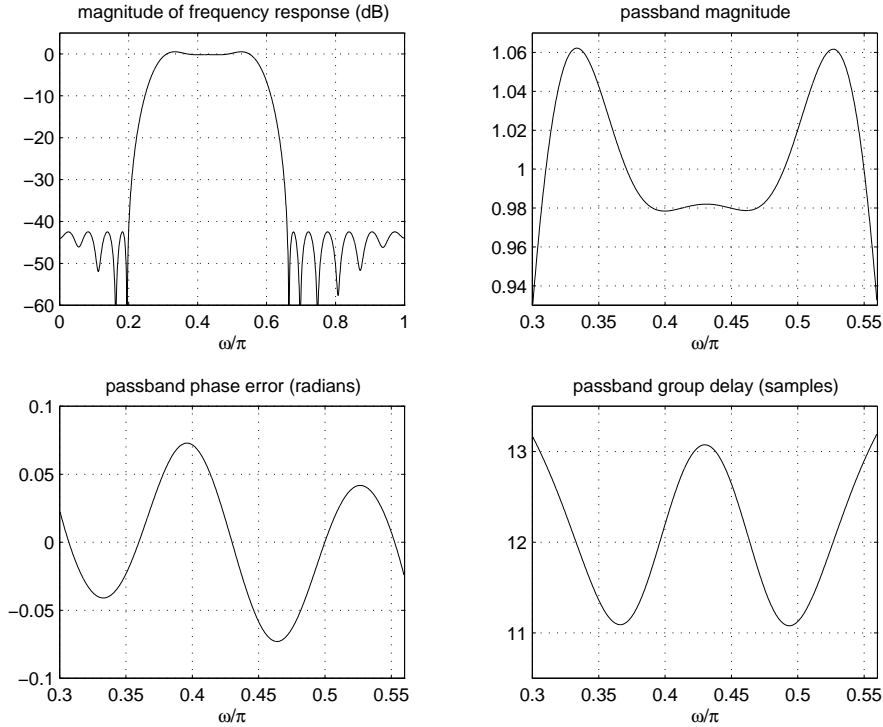 magnitude of frequency response (dB)
0
−10
−20
−30
−40
−50
−60
0 0.2 0.4 0.6 0.8 1
ω/π
passband magnitude
1.06
1.04
1.02
1
0.98
0.96
0.94
0.3 0.35 0.4 0.45 0.5 0.55
ω/π
passband phase error (radians)
0.1
0.05
0
−0.05
−0.1
0.3 0.35 0.4 0.45 0.5 0.55
ω/π
passband group delay (samples)
13
12
11
0.3 0.35 0.4 0.45 0.5 0.55
ω/π